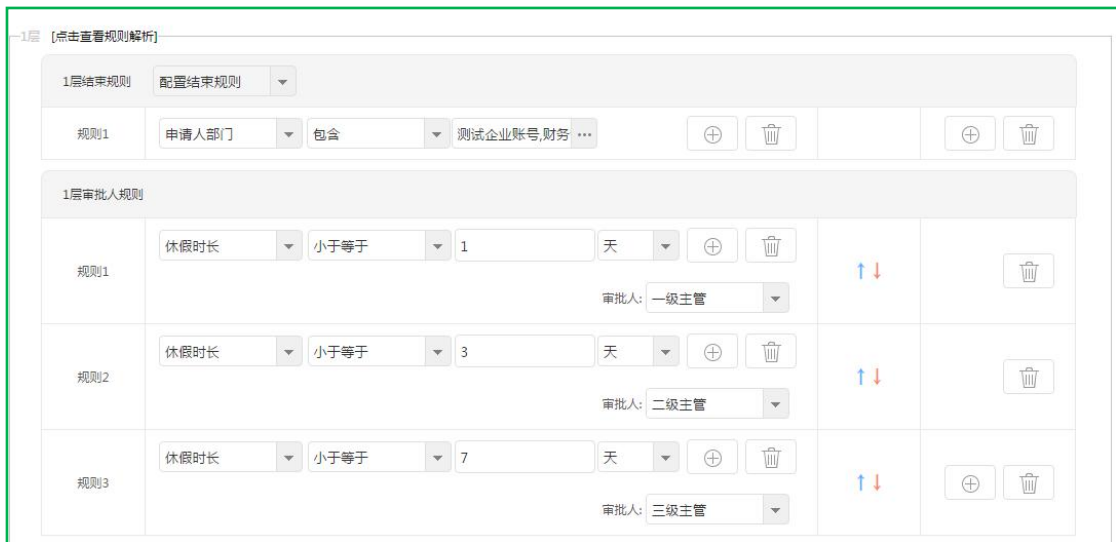 1层 [点击查看规则解析]
1层结束规则 配置结束规则
规则1 申请人部门 包含 测试企业账号,财务 ...
1层审批人规则
休假时长 小于等于 1 天
规则1
审批人: 一级主管
休假时长 小于等于 3 天
规则2
审批人: 二级主管
休假时长 小于等于 7 天
规则3
审批人: 三级主管